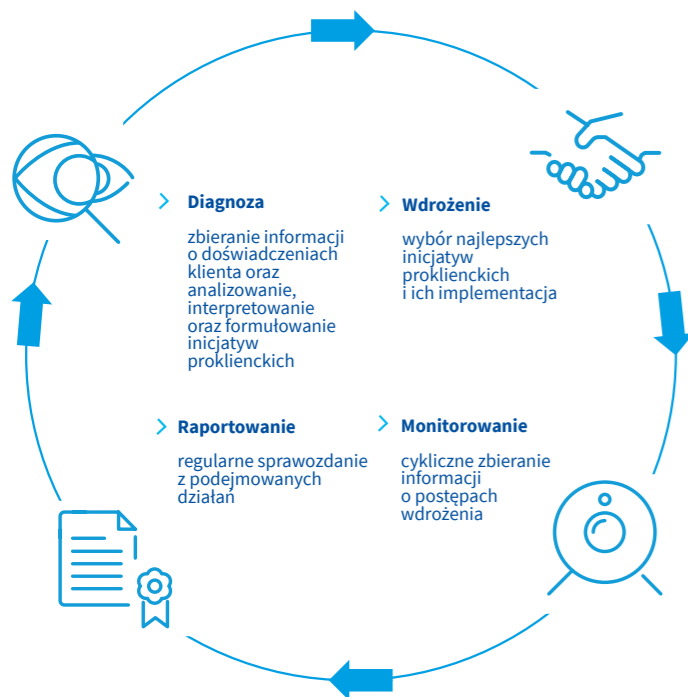 Diagnoza
zbieranie informacji
o doświadczeniach
klienta oraz
analizowanie,
interpretowanie
oraz formułowanie
inicjatyw
proklienckich
Wdrożenie
wybór najlepszych
inicjatyw
proklienckich
i ich implementacja
Raportowanie
regularne sprawozdanie
z podejmowanych
działań
Monitorowanie
cykliczne zbieranie
informacji
o postępach
wdrożenia